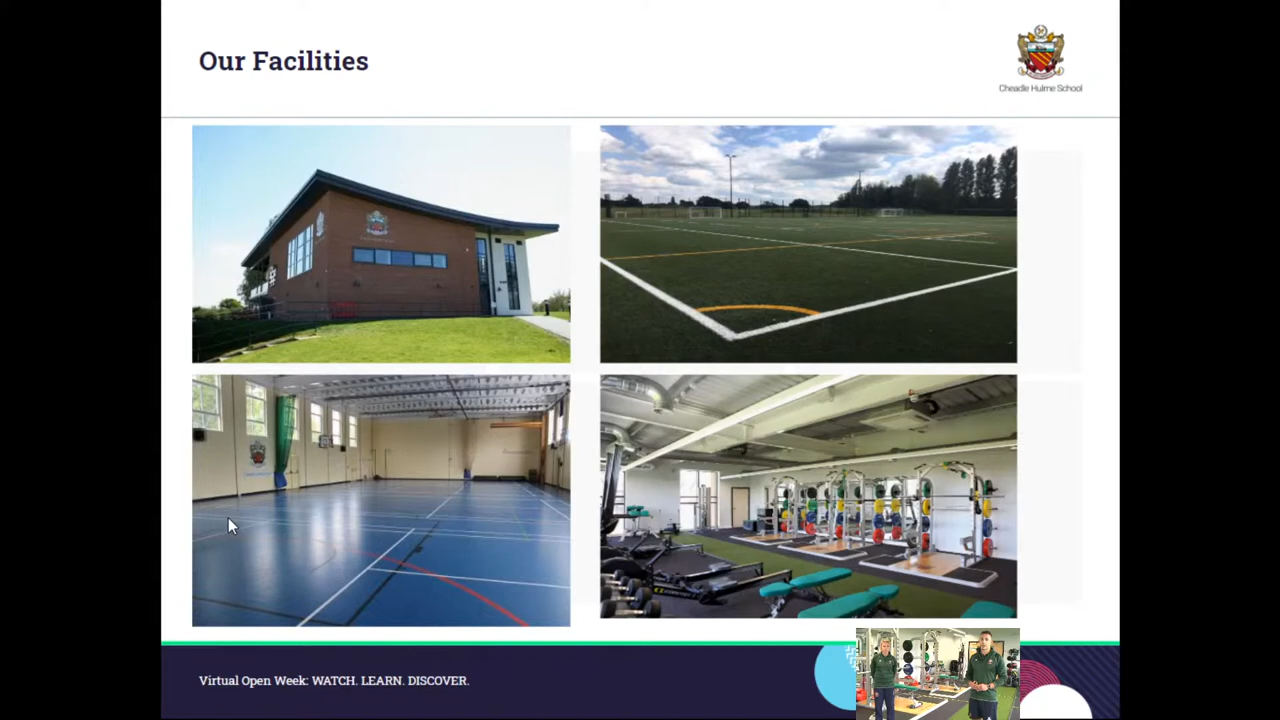 Our Facilities
Cheadle Hulme School
Virtual Open Week: WATCH. LEARN. DISCOVER.